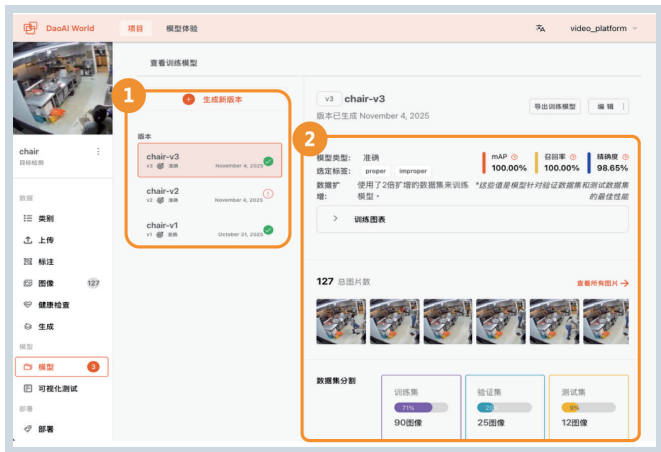 DaoAI World
项目
模型体验
video_platform
查看训练模型
chair
目标检测
数据
类别
上传
标注
图像
127
健康检查
生成
模型
模型
3
可视化测试
部署
部署
1
生成新版本
版本
chair-v3
v3 准确
November 4, 2025
chair-v2
v2 准确
November 4, 2025
chair-v1
v1 准确
October 31, 2025
2
v3 chair-v3
版本已生成 November 4, 2025
导出训练模型
编辑
模型类型: 准确
选定标签: proper improper
数据扩增: 使用了2倍扩增的数据集来训练模型。
mAP
100.00%
召回率
100.00%
精确度
98.65%
*这些值是模型针对验证数据集和测试数据集
的最佳性能
训练图表
127 总图片数
查看所有图片
数据集分割
训练集
71%
90图像
验证集
25图像
测试集
9%
12图像